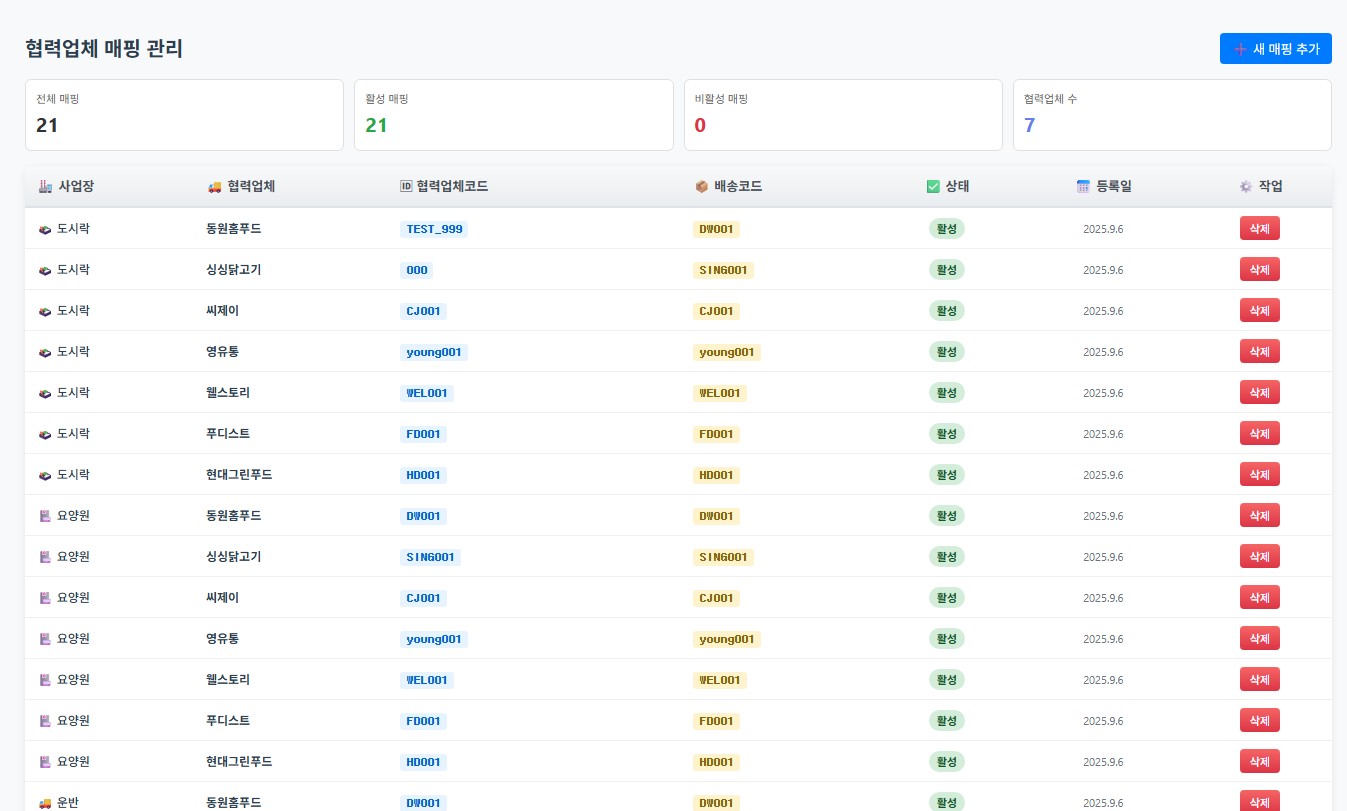 협력업체 매핑 관리
새 매핑 추가
전체 매핑
21
활성 매핑
21
비활성 매핑
0
협력업체 수
7
사업장 협력업체 협력업체코드 배송코드 상태 등록일 작업
도시락 동원홈푸드 TEST_999 DW001 활성 2025.9.6 삭제
도시락 싱싱닭고기 000 SING001 활성 2025.9.6 삭제
도시락 씨제이 CJ001 CJ001 활성 2025.9.6 삭제
도시락 영유통 young001 young001 활성 2025.9.6 삭제
도시락 웰스토리 WEL001 WEL001 활성 2025.9.6 삭제
도시락 푸디스트 FD001 FD001 활성 2025.9.6 삭제
도시락 현대그린푸드 HD001 HD001 활성 2025.9.6 삭제
요양원 동원홈푸드 DW001 DW001 활성 2025.9.6 삭제
요양원 싱싱닭고기 SING001 SING001 활성 2025.9.6 삭제
요양원 씨제이 CJ001 CJ001 활성 2025.9.6 삭제
요양원 영유통 young001 young001 활성 2025.9.6 삭제
요양원 웰스토리 WEL001 WEL001 활성 2025.9.6 삭제
요양원 푸디스트 FD001 FD001 활성 2025.9.6 삭제
요양원 현대그린푸드 HD001 HD001 활성 2025.9.6 삭제
운반 동원홈푸드 DW001 DW001 활성 2025.9.6 삭제